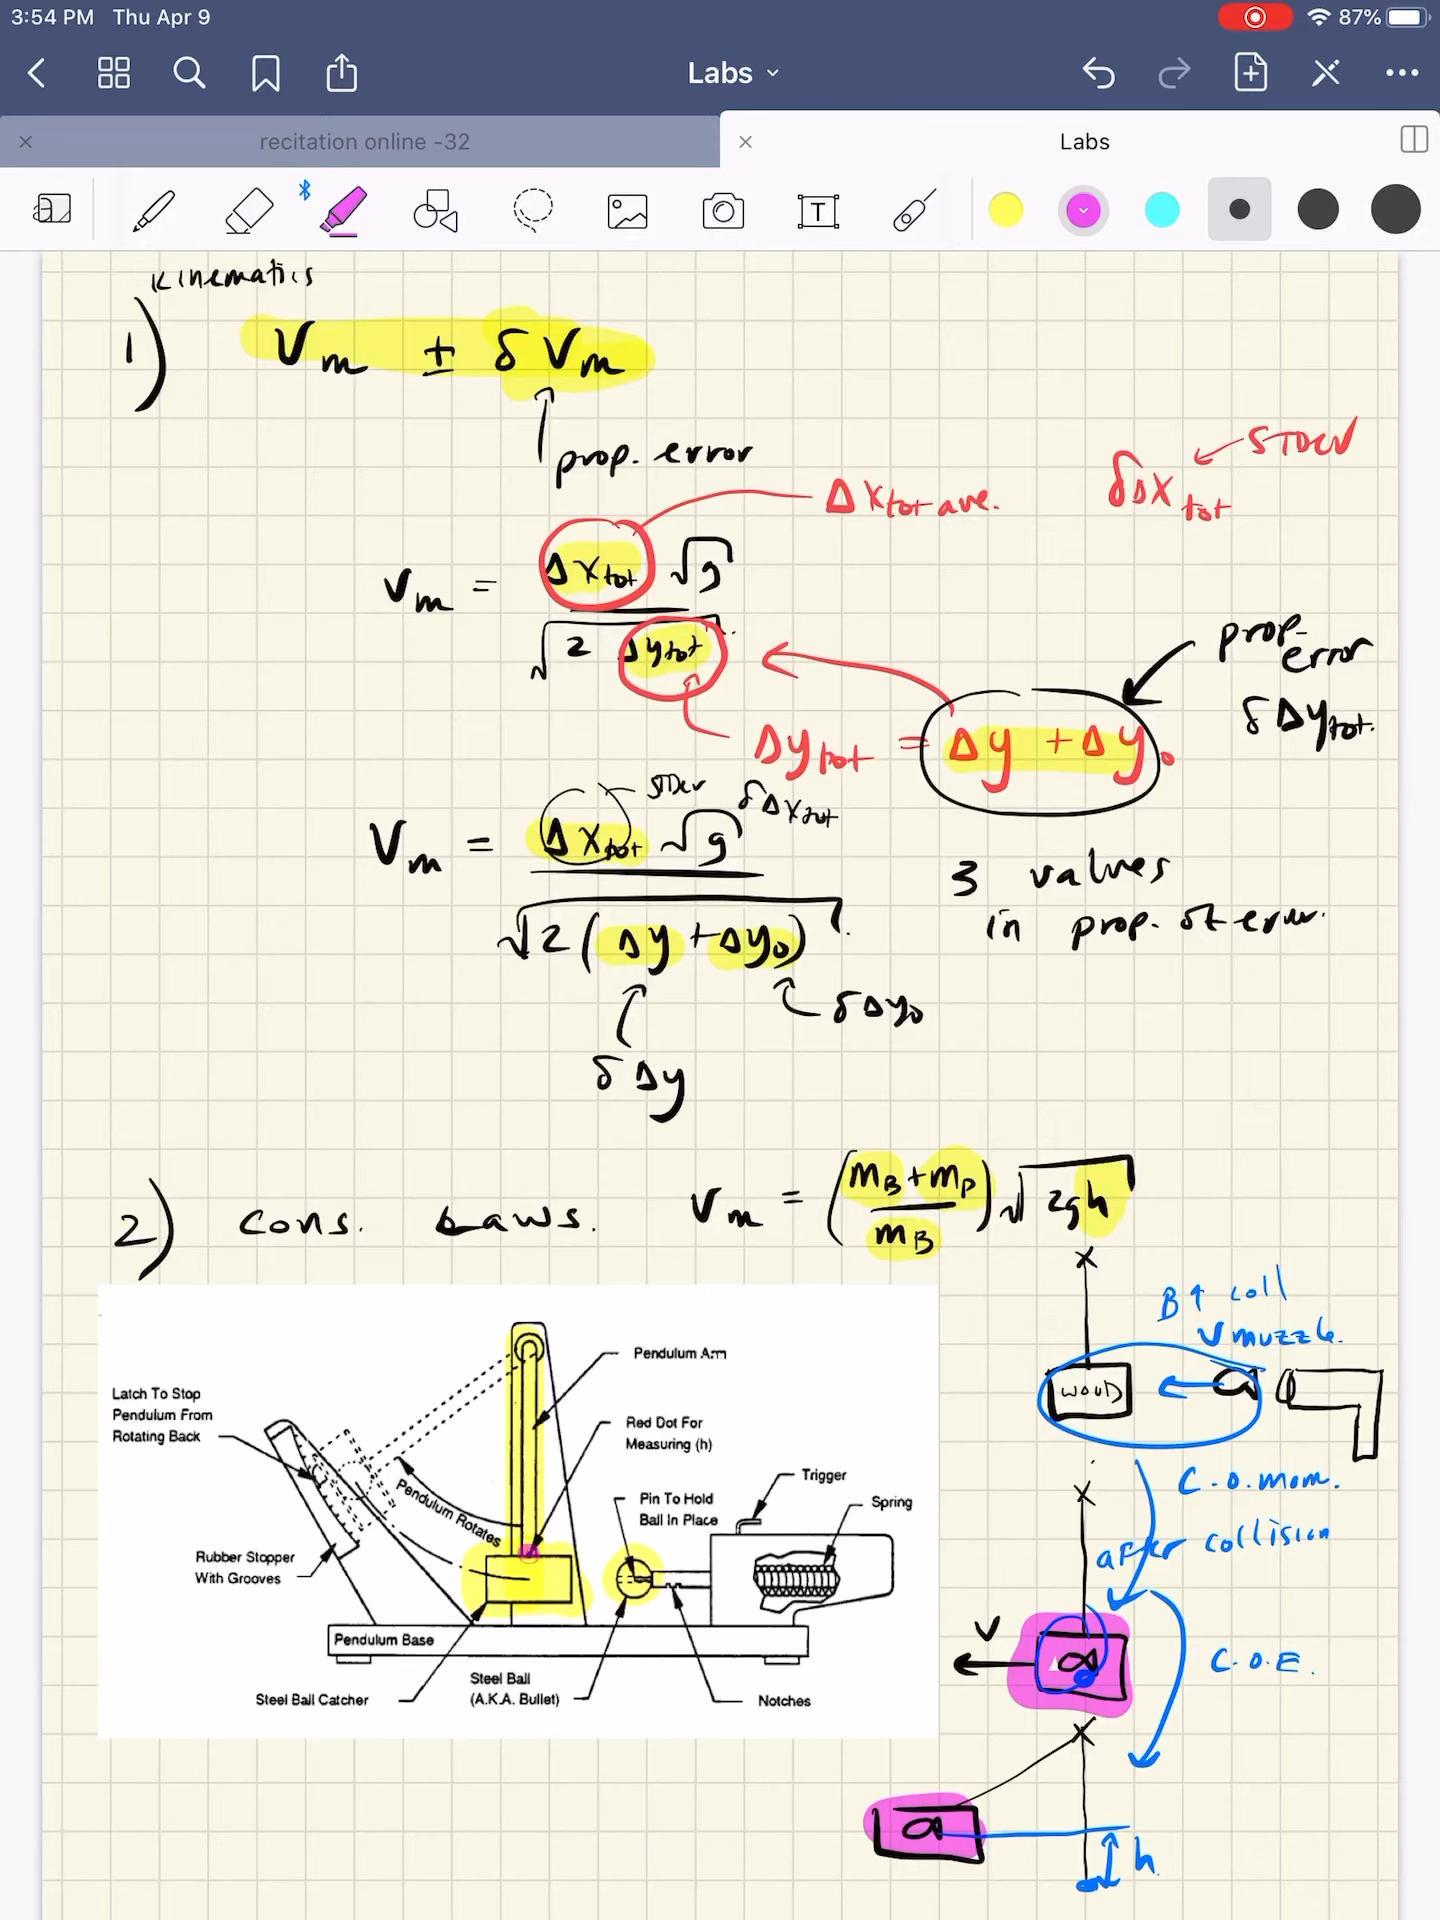 3:54 PM Thu Apr 9
87%
Labs
recitation online -32
Labs
T
Kinematics
1) Vm ± δVm
prop. error
δΔXtot ← STDEV
ΔXtot ave.
Vm = ΔXtot √g / √2 Δytot
prop. error
δΔytot.
Δytot = Δy + Δy₀
STDEV
δΔXtot
Vm = ΔXtot √g / √2(Δy + Δy₀)
3 values
in prop. of error.
δΔy₀
δΔy
2) Cons. Laws. Vm = (mB + mP / mB) √2gh
Bf coll
Vmuzzle.
wood
C.O.mom.
after collision
V
C.O.E.
h
Pendulum Arm
Latch To Stop
Pendulum From
Rotating Back
Red Dot For
Measuring (h)
Trigger
Pendulum Rotates
Pin To Hold
Ball In Place
Spring
Rubber Stopper
With Grooves
Pendulum Base
Steel Ball
(A.K.A. Bullet)
Steel Ball Catcher
Notches